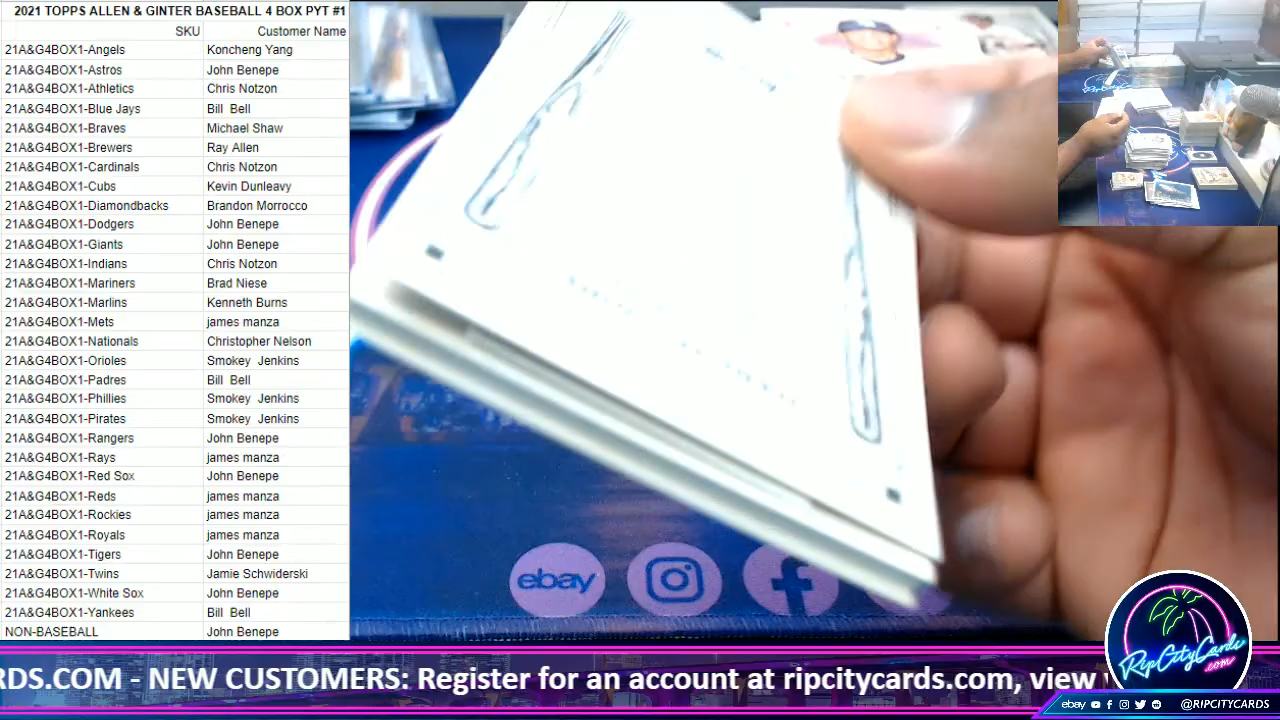 2021 TOPPS ALLEN & GINTER BASEBALL 4 BOX PYT #1
SKU Customer Name
21A&G4BOX1-Angels Koncheng Yang
21A&G4BOX1-Astros John Benepe
21A&G4BOX1-Athletics Chris Notzon
21A&G4BOX1-Blue Jays Bill  Bell
21A&G4BOX1-Braves Michael Shaw
21A&G4BOX1-Brewers Ray Allen
21A&G4BOX1-Cardinals Chris Notzon
21A&G4BOX1-Cubs Kevin Dunleavy
21A&G4BOX1-Diamondbacks Brandon Morrocco
21A&G4BOX1-Dodgers John Benepe
21A&G4BOX1-Giants John Benepe
21A&G4BOX1-Indians Chris Notzon
21A&G4BOX1-Mariners Brad Niese
21A&G4BOX1-Marlins Kenneth Burns
21A&G4BOX1-Mets james manza
21A&G4BOX1-Nationals Christopher Nelson
21A&G4BOX1-Orioles Smokey  Jenkins
21A&G4BOX1-Padres Bill  Bell
21A&G4BOX1-Phillies Smokey  Jenkins
21A&G4BOX1-Pirates Smokey  Jenkins
21A&G4BOX1-Rangers John Benepe
21A&G4BOX1-Rays james manza
21A&G4BOX1-Red Sox John Benepe
21A&G4BOX1-Reds james manza
21A&G4BOX1-Rockies james manza
21A&G4BOX1-Royals james manza
21A&G4BOX1-Tigers John Benepe
21A&G4BOX1-Twins Jamie Schwiderski
21A&G4BOX1-White Sox John Benepe
21A&G4BOX1-Yankees Bill  Bell
NON-BASEBALL John Benepe
ebay
RipCityCards
.com
RDS.COM - NEW CUSTOMERS: Register for an account at ripcitycards.com, view
ebay @RIPCITYCARDS